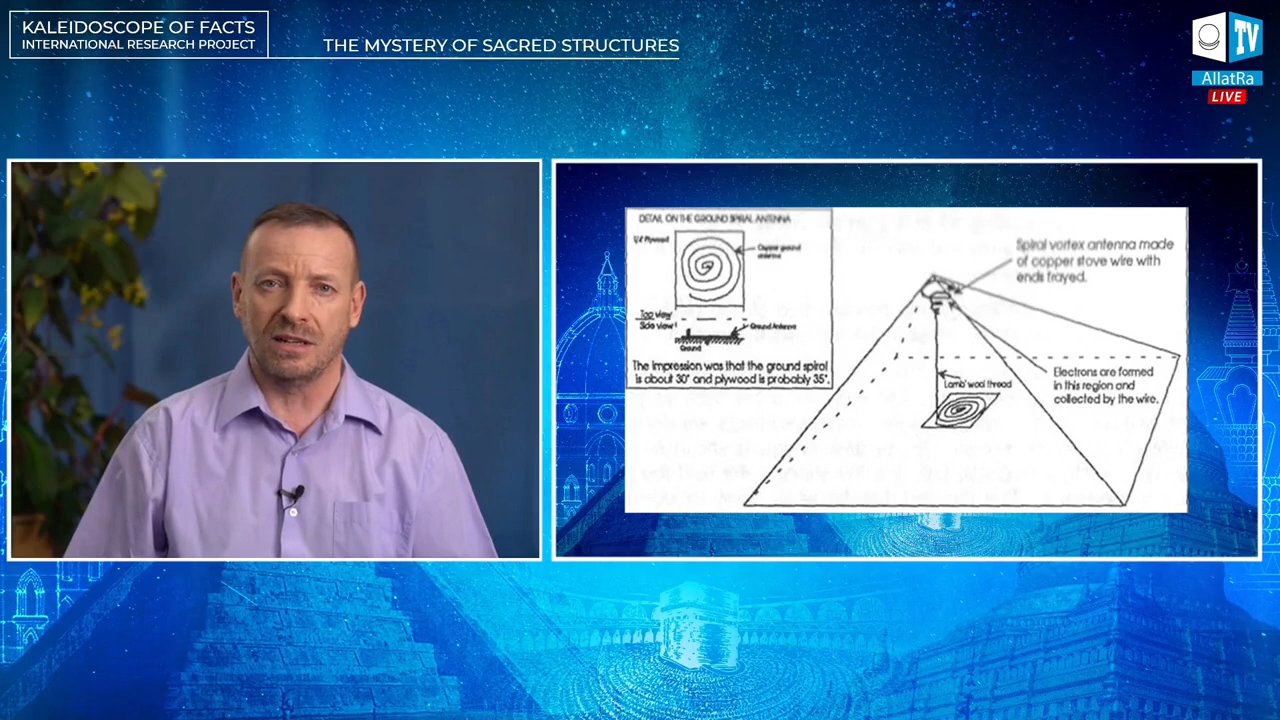 KALEIDOSCOPE OF FACTS
INTERNATIONAL RESEARCH PROJECT
THE MYSTERY OF SACRED STRUCTURES
TV
AllatRa
LIVE
DETAIL ON THE GROUND SPIRAL ANTENNA
1/4 Plywood
Copper ground
antenna
Top view
Side view
Ground Antenna
Ground
The impression was that the ground spiral
is about 30" and plywood is probably 35".
Spiral vortex antenna made
of copper stove wire with
ends frayed.
Electrons are formed
in this region and
collected by the wire.
Lamb' wool thread